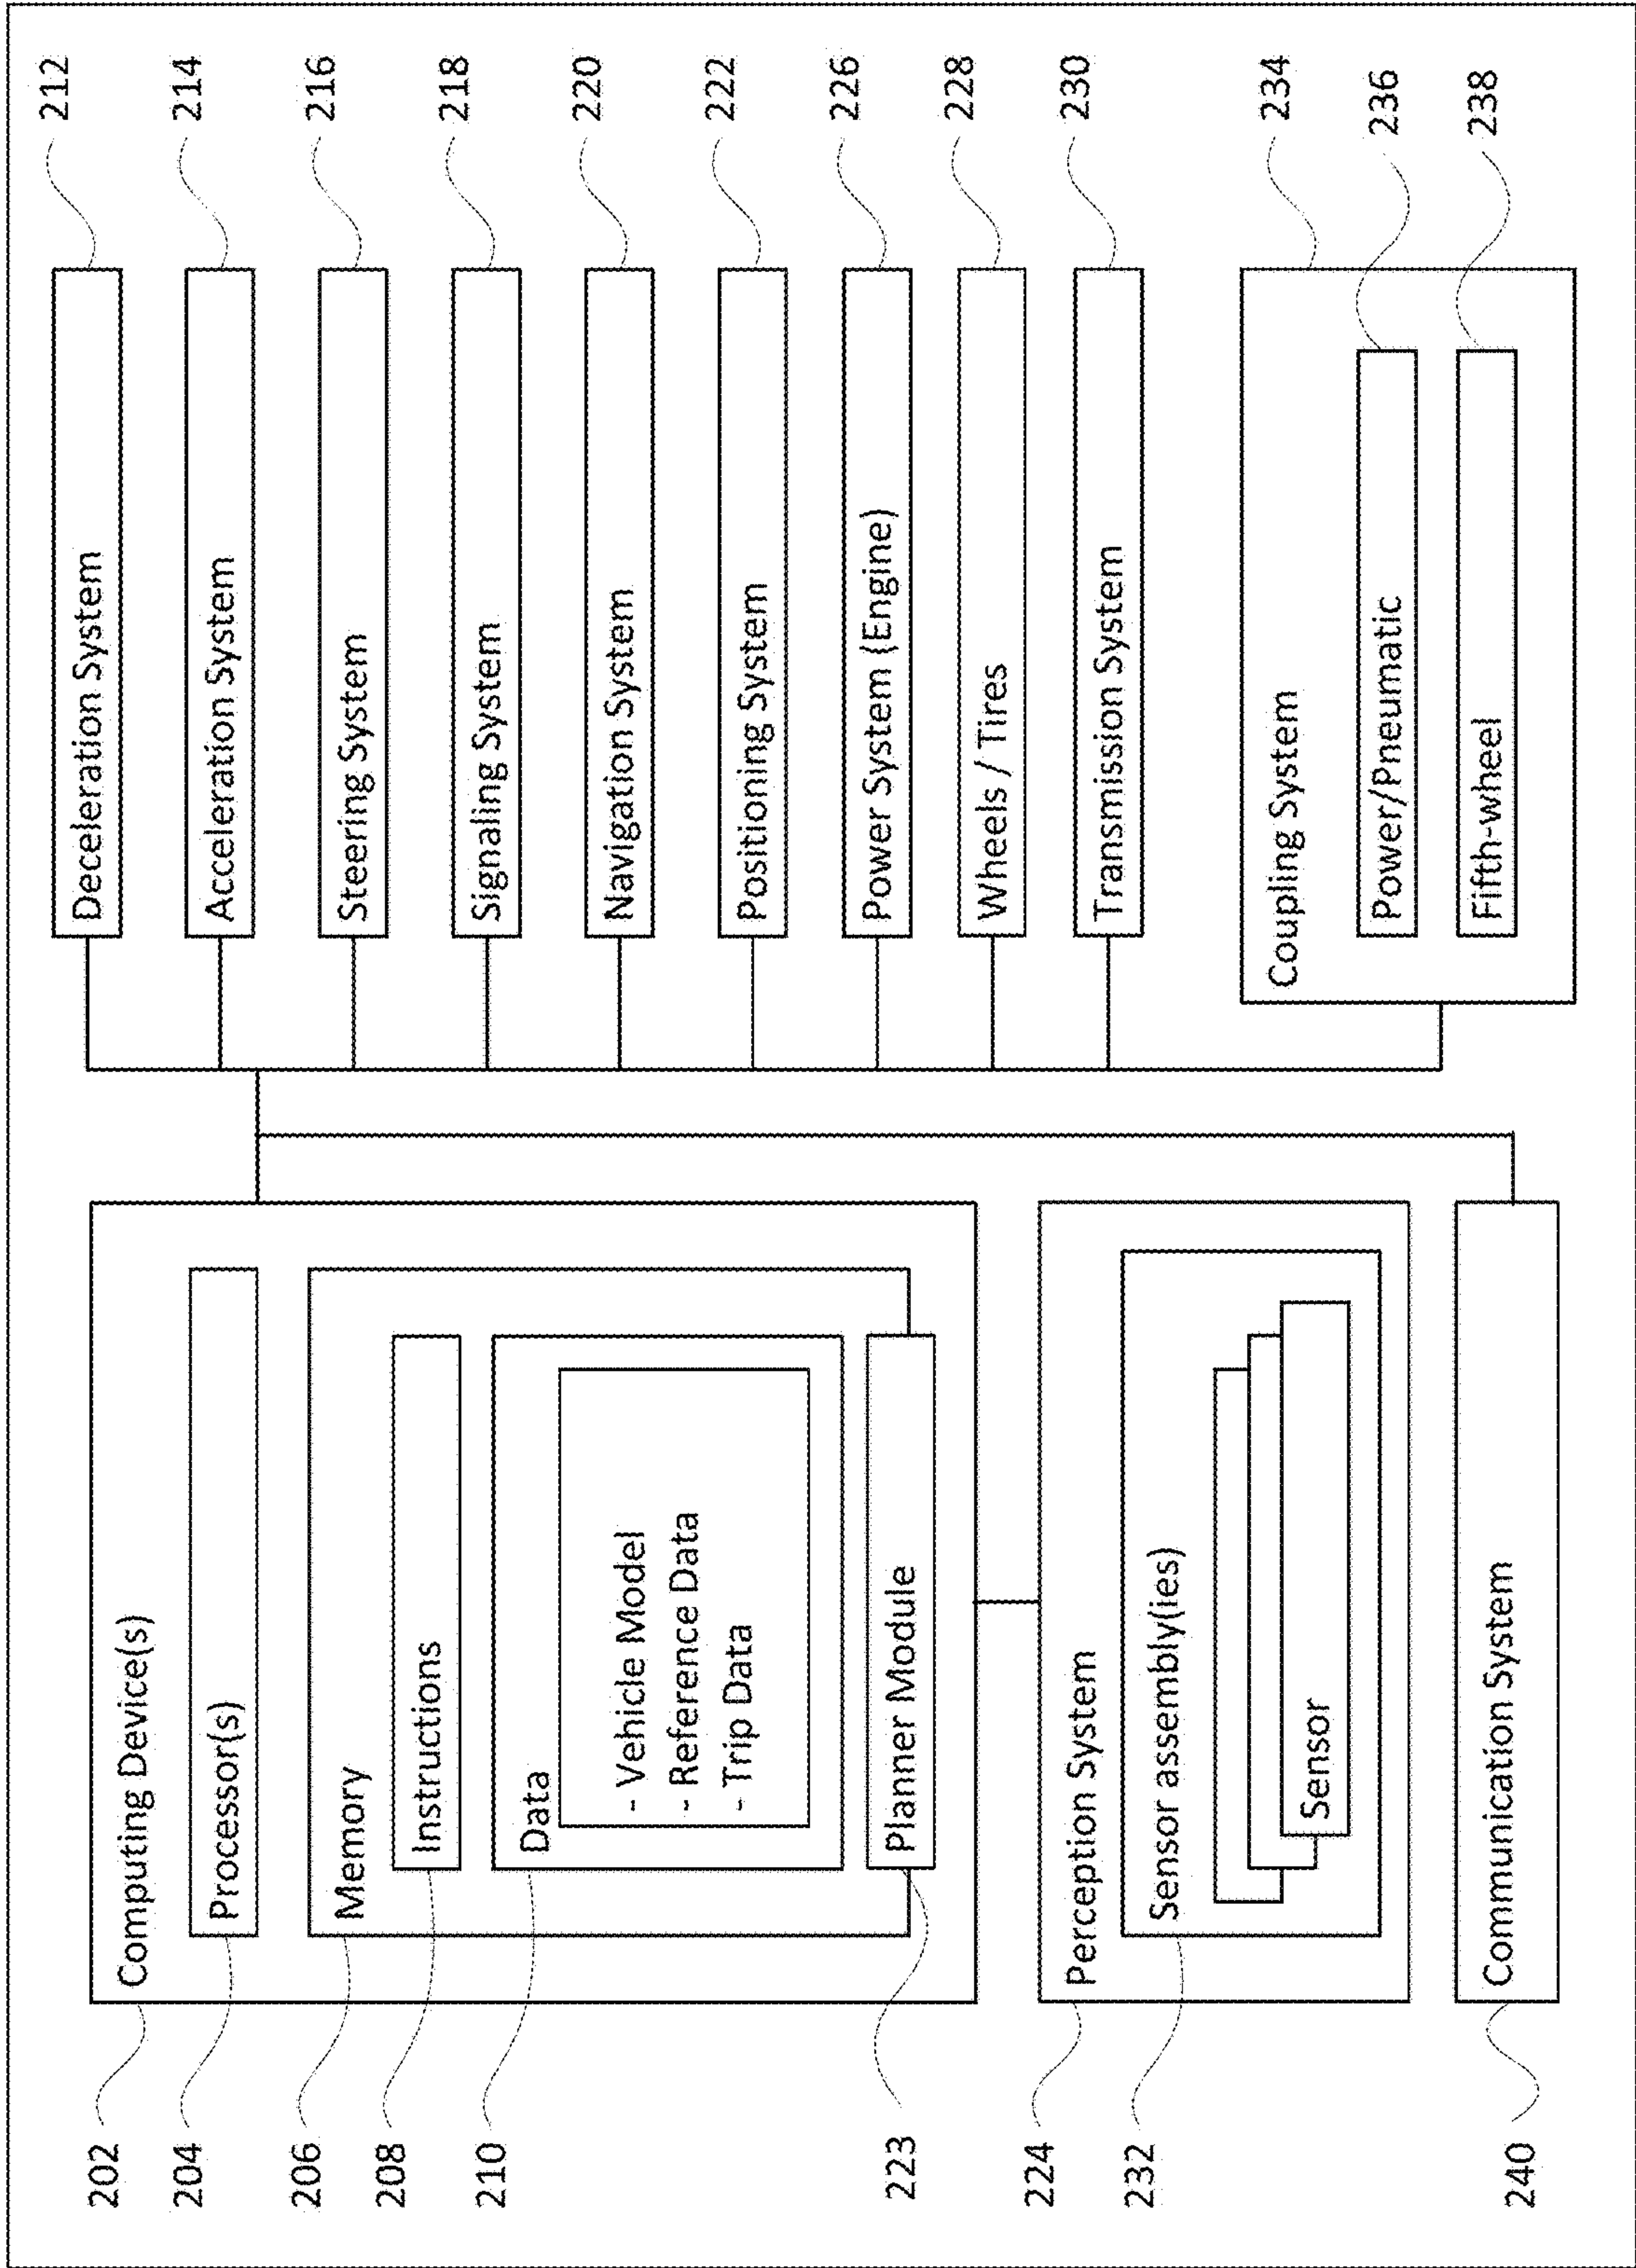 202
Computing Device(s)
204
Processor(s)
206
Memory
208
Instructions
210
Data
- Vehicle Model
- Reference Data
- Trip Data
223
Planner Module
224
Perception System
232
Sensor assembly(ies)
Sensor
240
Communication System
Deceleration System
212
Acceleration System
214
Steering System
216
Signaling System
218
Navigation System
220
Positioning System
222
Power System (Engine)
226
Wheels / Tires
228
Transmission System
230
Coupling System
234
Power/Pneumatic
236
Fifth-wheel
238